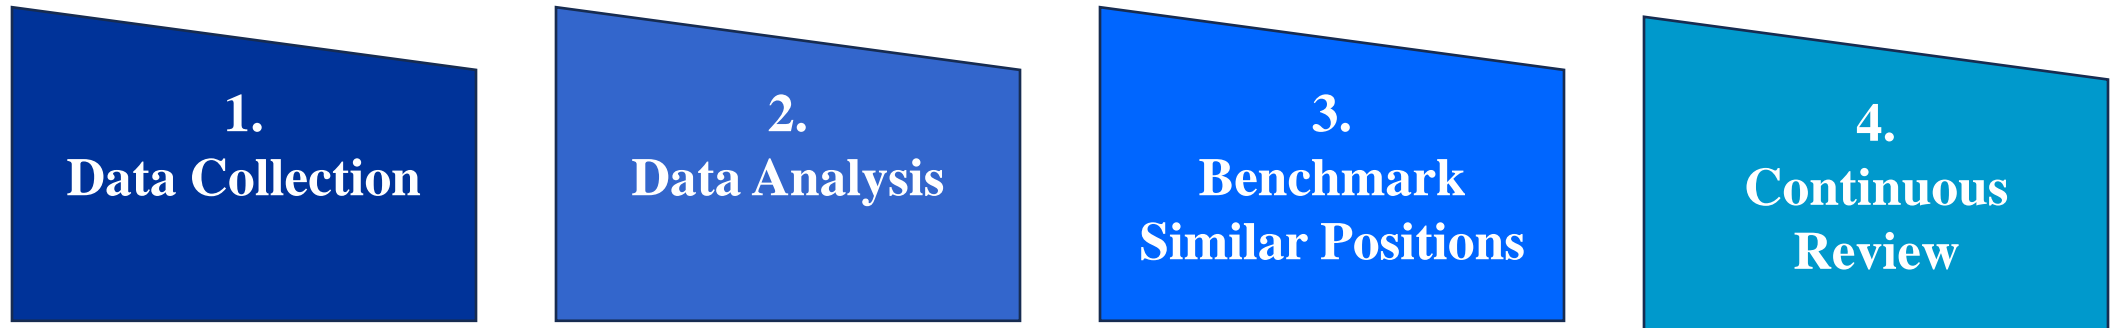 1.
Data Collection
2.
Data Analysis
3.
Benchmark
Similar Positions
4.
Continuous
Review